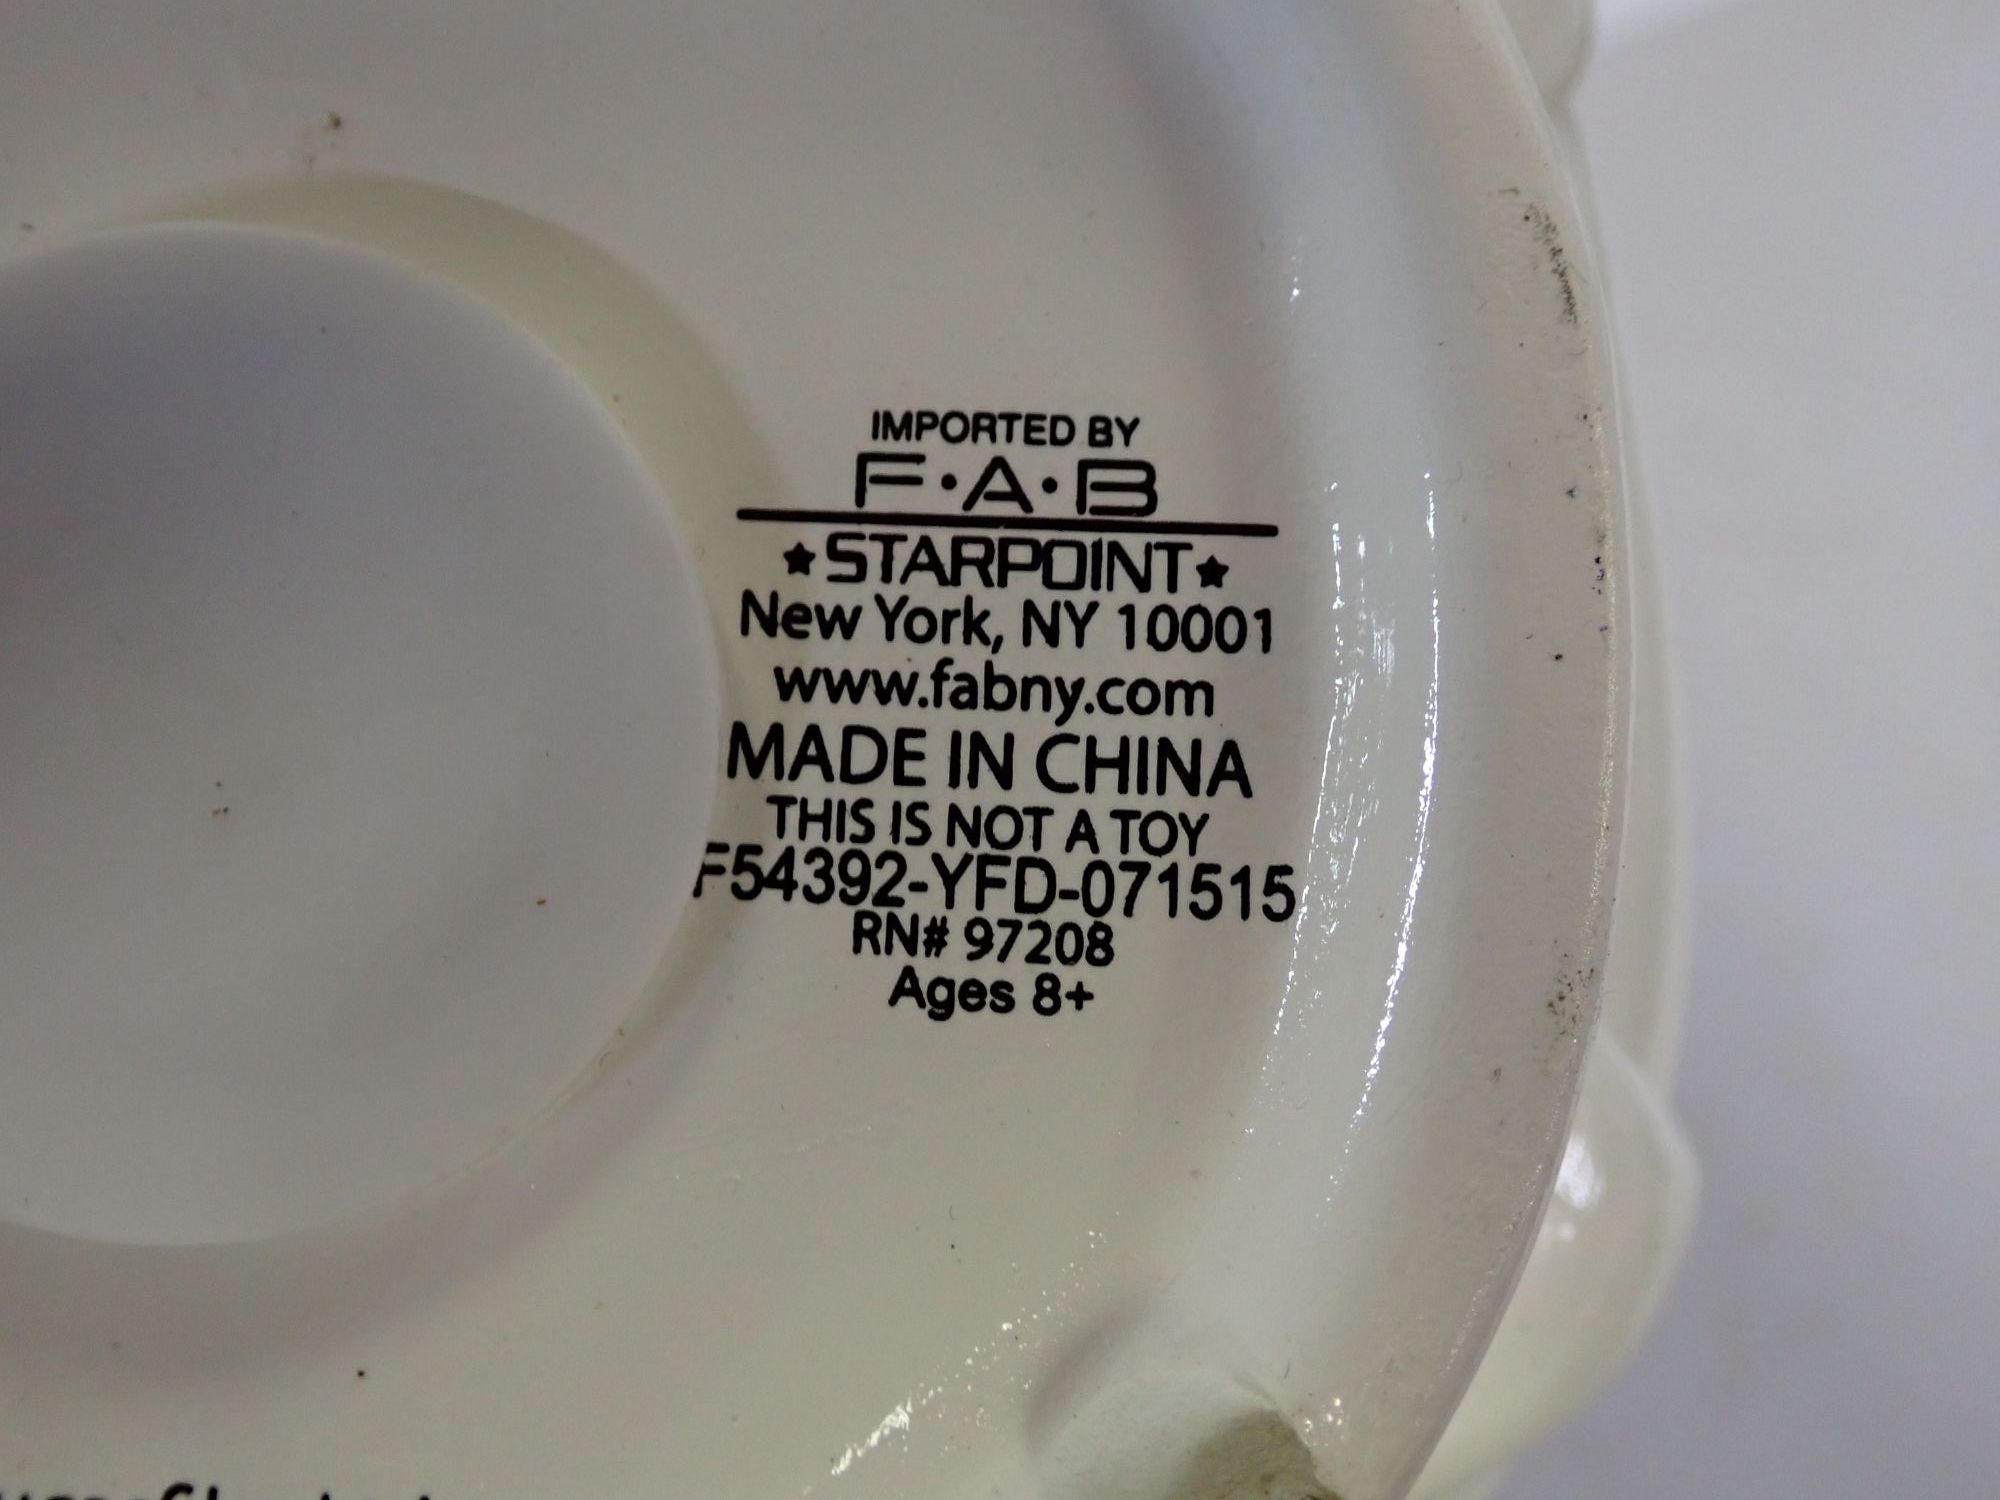 IMPORTED BY
F·A·B
★STARPOINT★
New York, NY 10001
www.fabny.com
MADE IN CHINA
THIS IS NOT A TOY
F54392-YFD-071515
RN# 97208
Ages 8+